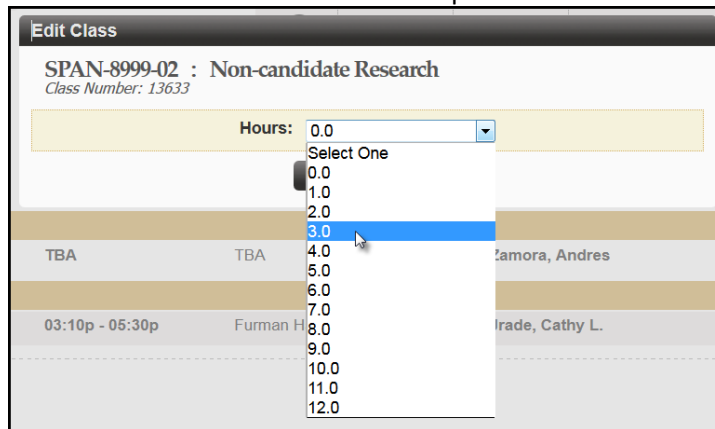 Edit Class
SPAN-8999-02 : Non-candidate Research
Class Number: 13633
Hours: 0.0
Select One
0.0
1.0
2.0
3.0
4.0
5.0
6.0
7.0
8.0
9.0
10.0
11.0
12.0
TBA TBA Zamora, Andres
03:10p - 05:30p Furman Cathy L.